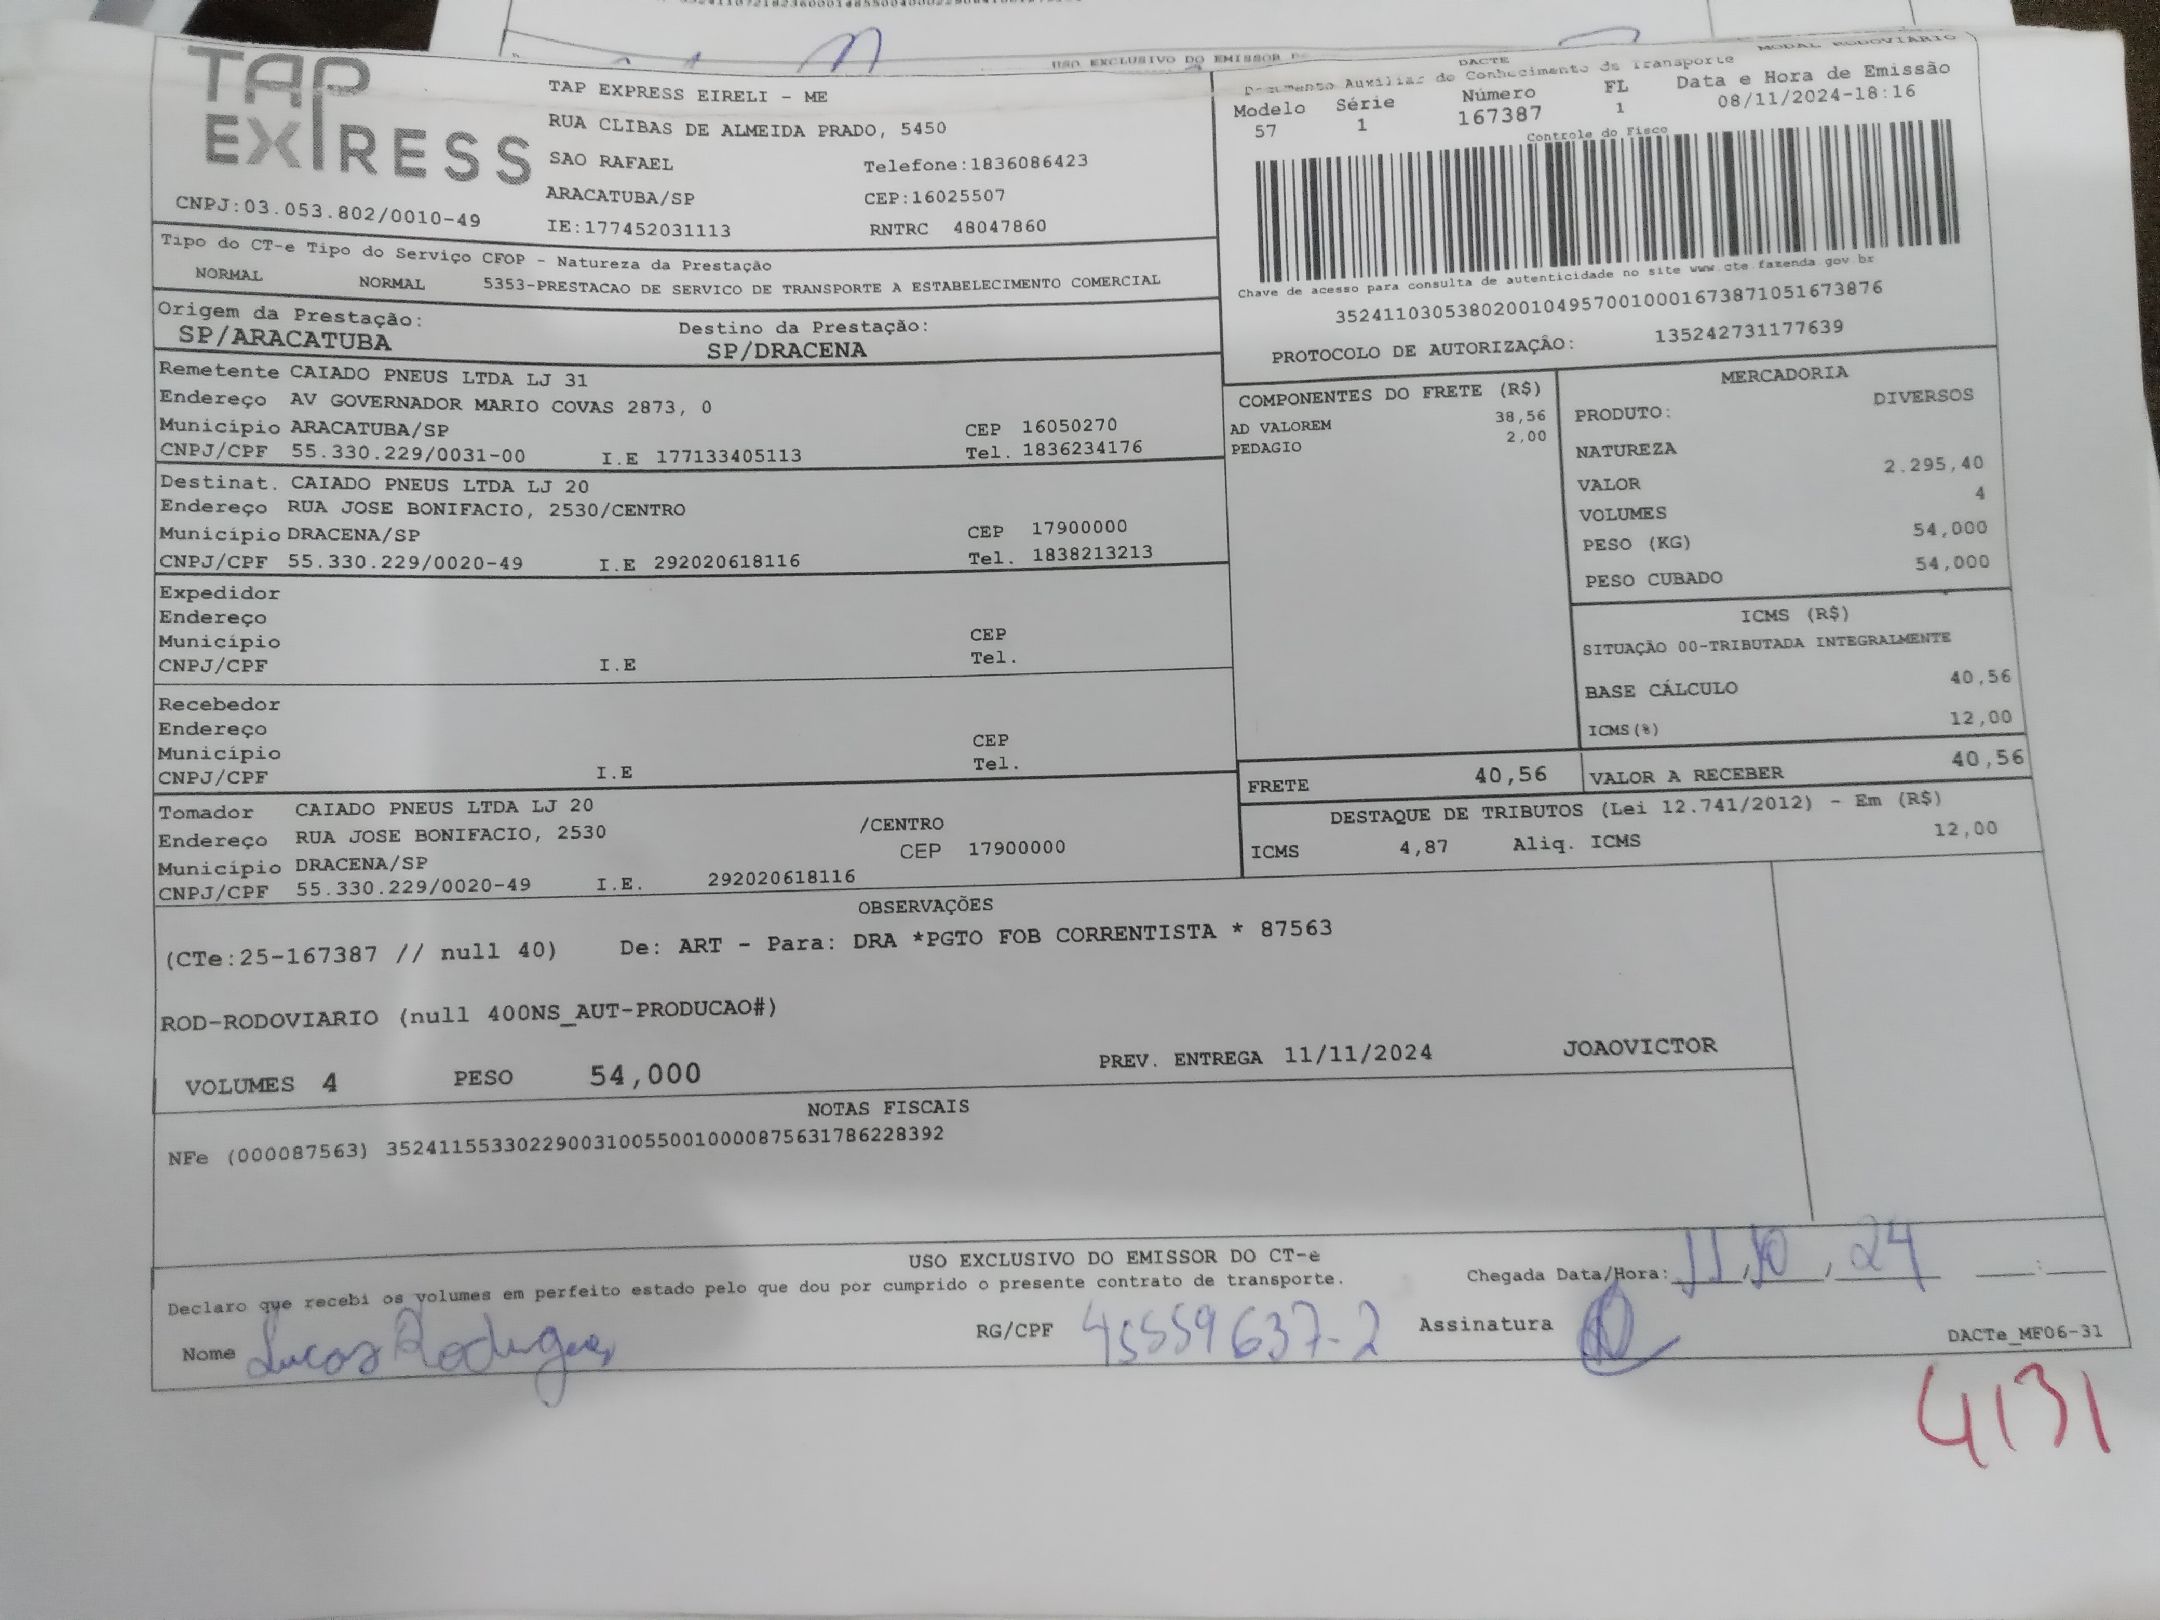 USO EXCLUSIVO DO EMISSOR
MODAL RODOVIARIO
TAP
EXPRESS
CNPJ:03.053.802/0010-49
TAP EXPRESS EIRELI - ME
RUA CLIBAS DE ALMEIDA PRADO, 5450
SAO RAFAEL Telefone:1836086423
ARACATUBA/SP CEP:16025507
IE:177452031113 RNTRC 48047860
DACTE
Documento Auxiliar do Conhecimento de Transporte
Modelo Série Número FL Data e Hora de Emissão
57 1 167387 1 08/11/2024-18:16
Controle do Fisco
Chave de acesso para consulta de autenticidade no site www.cte.fazenda.gov.br
35241103053802001049570010001673871051673876
PROTOCOLO DE AUTORIZAÇÃO: 135242731177639
Tipo do CT-e Tipo do Serviço CFOP - Natureza da Prestação
NORMAL NORMAL 5353-PRESTACAO DE SERVICO DE TRANSPORTE A ESTABELECIMENTO COMERCIAL
Origem da Prestação: Destino da Prestação:
SP/ARACATUBA SP/DRACENA
Remetente CAIADO PNEUS LTDA LJ 31
Endereço AV GOVERNADOR MARIO COVAS 2873, 0
Município ARACATUBA/SP CEP 16050270
CNPJ/CPF 55.330.229/0031-00 I.E 177133405113 Tel. 1836234176
Destinat. CAIADO PNEUS LTDA LJ 20
Endereço RUA JOSE BONIFACIO, 2530/CENTRO
Município DRACENA/SP CEP 17900000
CNPJ/CPF 55.330.229/0020-49 I.E 292020618116 Tel. 1838213213
Expedidor
Endereço
Município CEP
CNPJ/CPF I.E Tel.
Recebedor
Endereço
Município CEP
CNPJ/CPF I.E Tel.
Tomador CAIADO PNEUS LTDA LJ 20
Endereço RUA JOSE BONIFACIO, 2530 /CENTRO
Município DRACENA/SP CEP 17900000
CNPJ/CPF 55.330.229/0020-49 I.E. 292020618116
COMPONENTES DO FRETE (R$)
AD VALOREM 38,56
PEDAGIO 2,00
MERCADORIA
PRODUTO: DIVERSOS
NATUREZA
VALOR 2.295,40
VOLUMES 4
PESO (KG) 54,000
PESO CUBADO 54,000
ICMS (R$)
SITUAÇÃO 00-TRIBUTADA INTEGRALMENTE
BASE CÁLCULO 40,56
ICMS(%) 12,00
FRETE 40,56 VALOR A RECEBER 40,56
DESTAQUE DE TRIBUTOS (Lei 12.741/2012) - Em (R$)
ICMS 4,87 Aliq. ICMS 12,00
OBSERVAÇÕES
(CTe:25-167387 // null 40) De: ART - Para: DRA *PGTO FOB CORRENTISTA * 87563
ROD-RODOVIARIO (null 400NS_AUT-PRODUCAO#)
VOLUMES 4 PESO 54,000 PREV. ENTREGA 11/11/2024 JOAOVICTOR
NOTAS FISCAIS
NFe (000087563) 35241155330229003100550010000875631786228392
USO EXCLUSIVO DO EMISSOR DO CT-e
Declaro que recebi os volumes em perfeito estado pelo que dou por cumprido o presente contrato de transporte. Chegada Data/Hora: 11,10,24 :
Nome Lucas Rodrigues RG/CPF 45559637-2 Assinatura
DACTe_MF06-31
4131